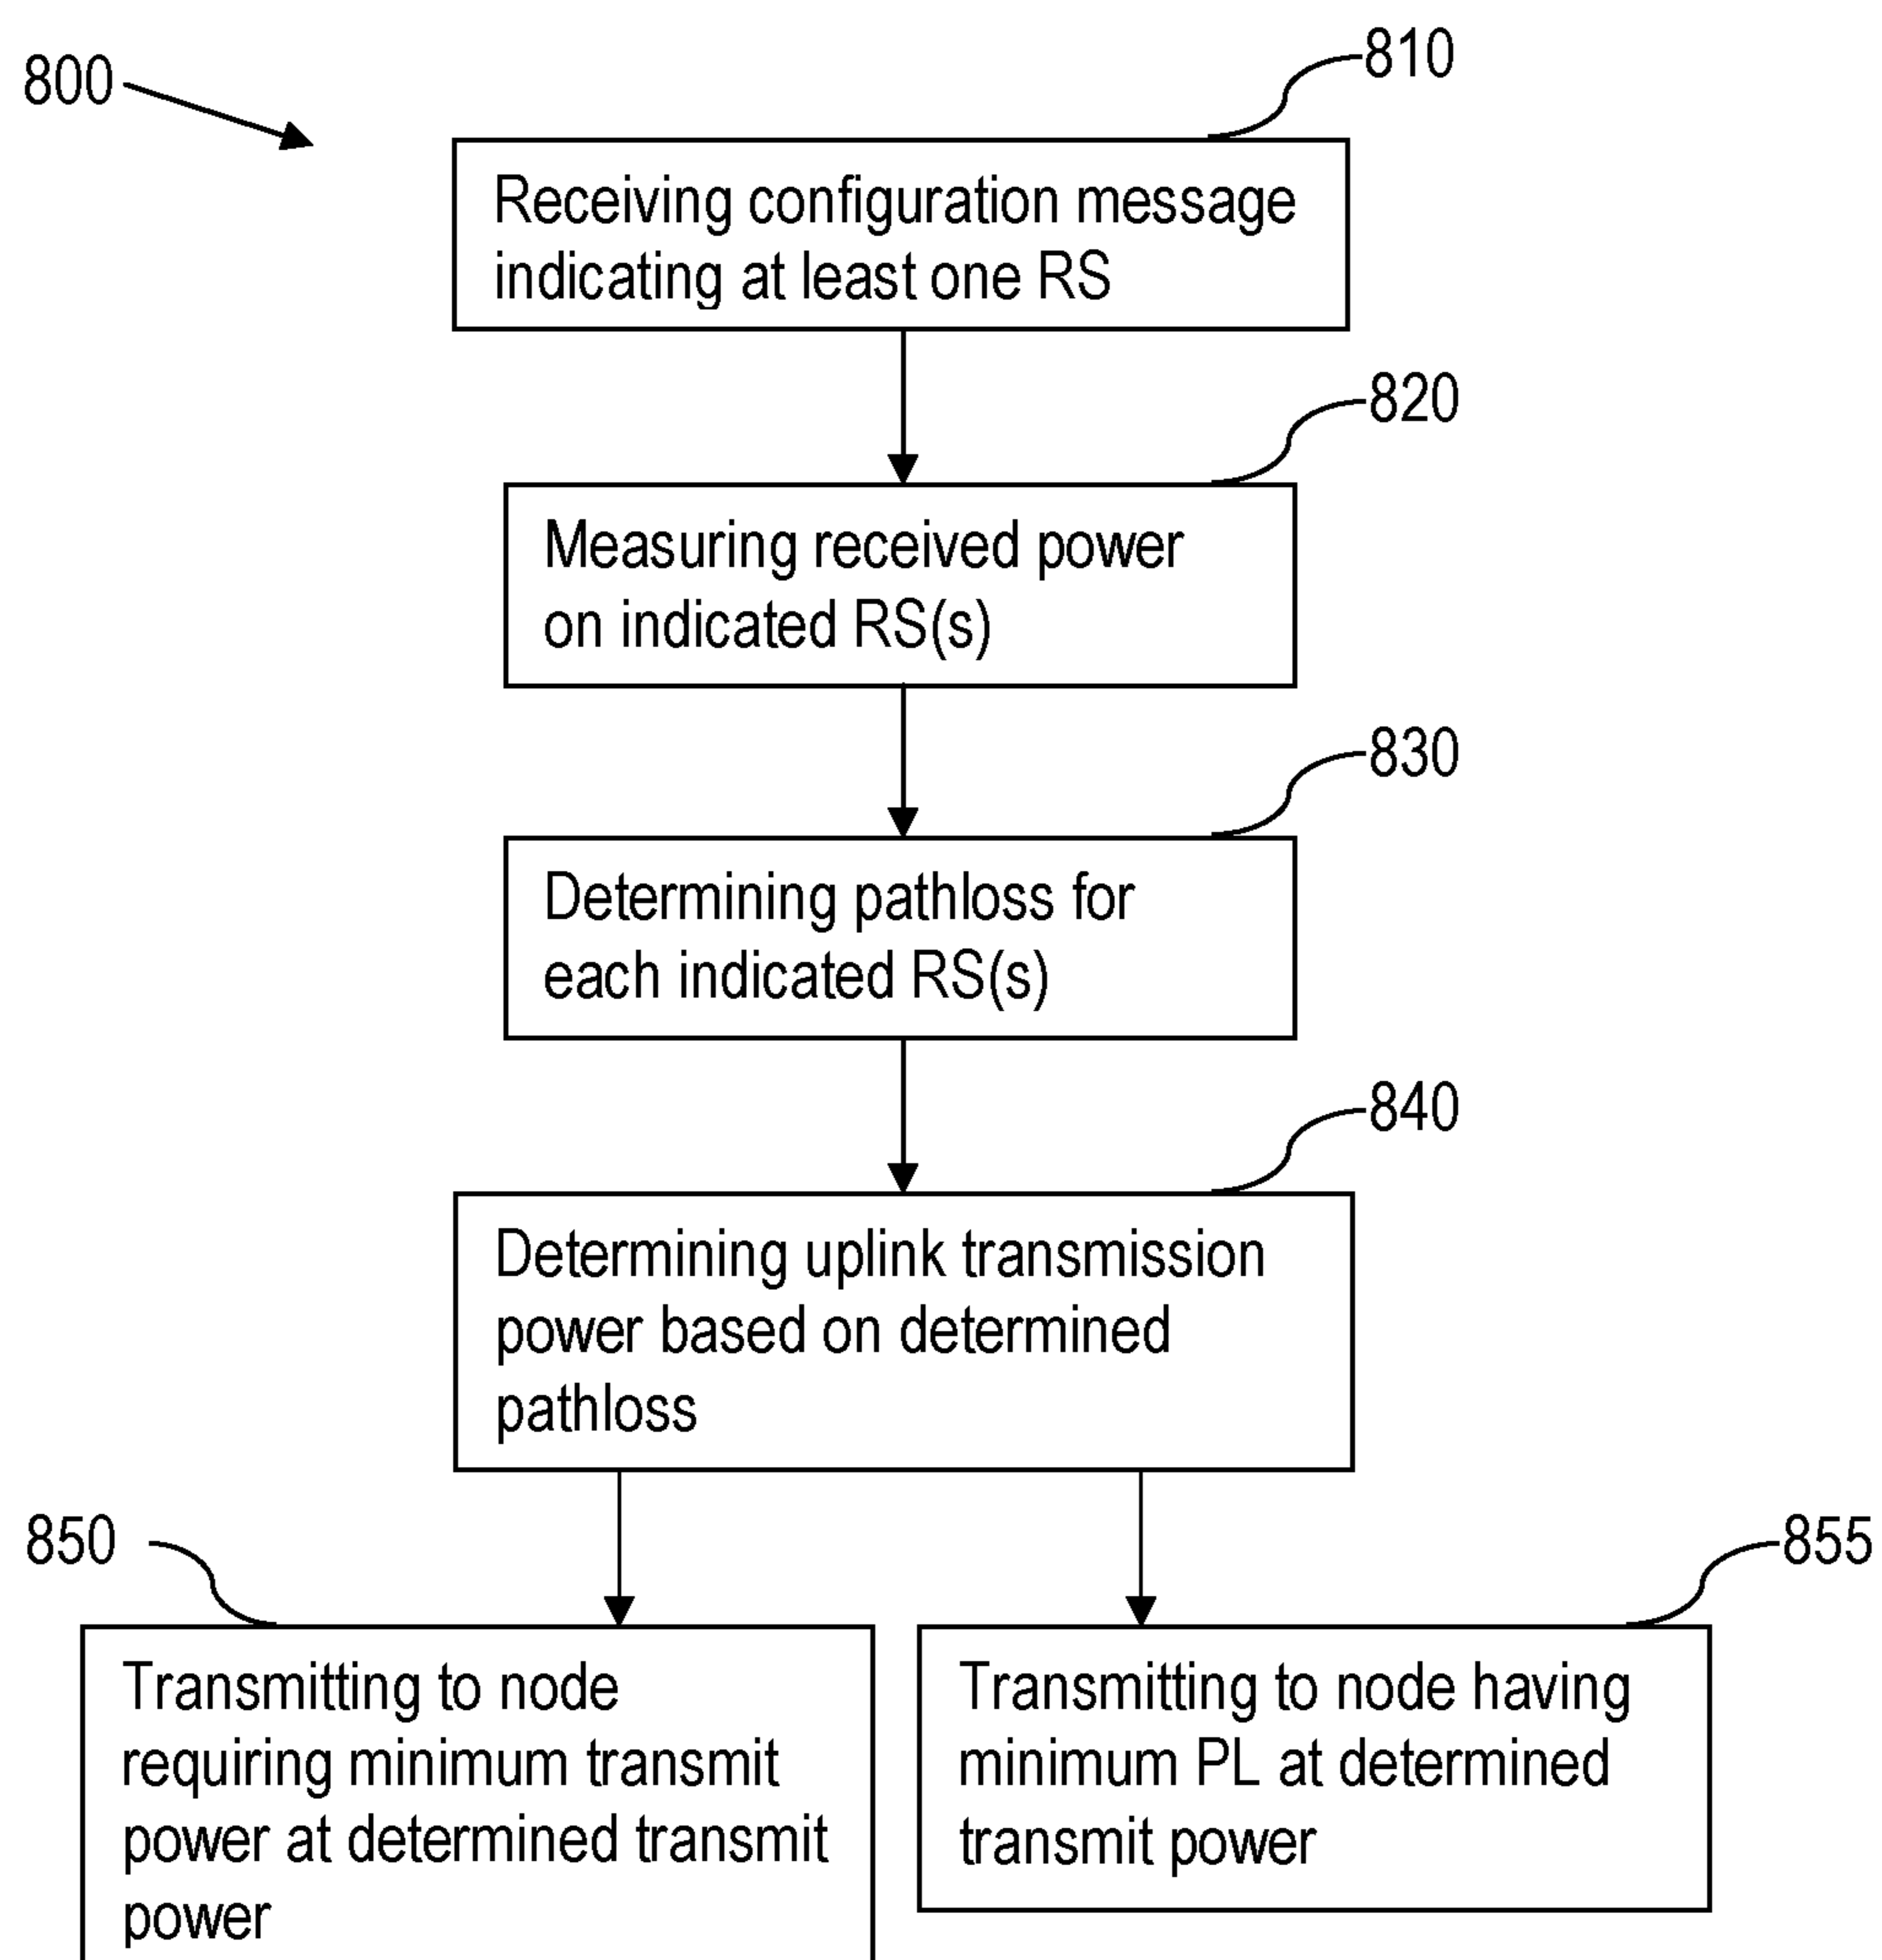 800
810
Receiving configuration message
indicating at least one RS
820
Measuring received power
on indicated RS(s)
830
Determining pathloss for
each indicated RS(s)
840
Determining uplink transmission
power based on determined
pathloss
850
855
Transmitting to node
requiring minimum transmit
power at determined transmit
power
Transmitting to node having
minimum PL at determined
transmit power